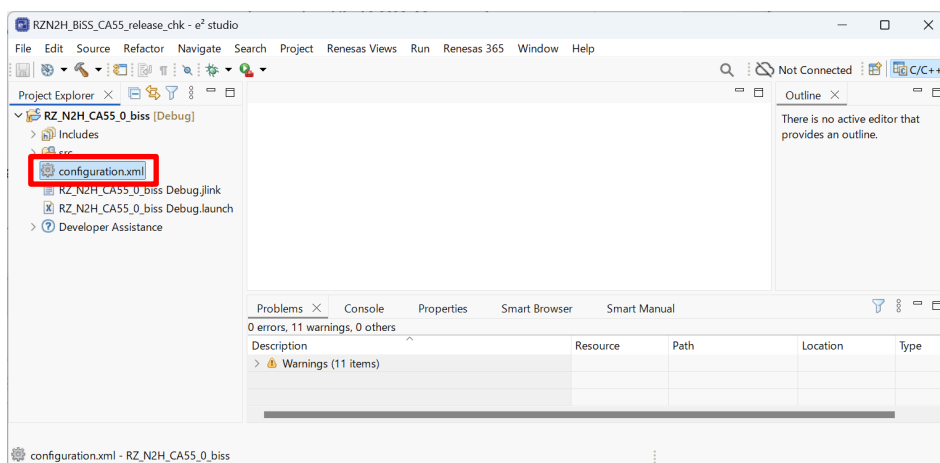 RZN2H_BiSS_CA55_release_chk - e² studio
File Edit Source Refactor Navigate Search Project Renesas Views Run Renesas 365 Window Help
Not Connected C/C++
Project Explorer
Outline
RZ_N2H_CA55_0_biss [Debug]
There is no active editor that
provides an outline.
Includes
src
configuration.xml
RZ_N2H_CA55_0_biss Debug.jlink
RZ_N2H_CA55_0_biss Debug.launch
Developer Assistance
Problems Console Properties Smart Browser Smart Manual
0 errors, 11 warnings, 0 others
Description Resource Path Location Type
Warnings (11 items)
configuration.xml - RZ_N2H_CA55_0_biss